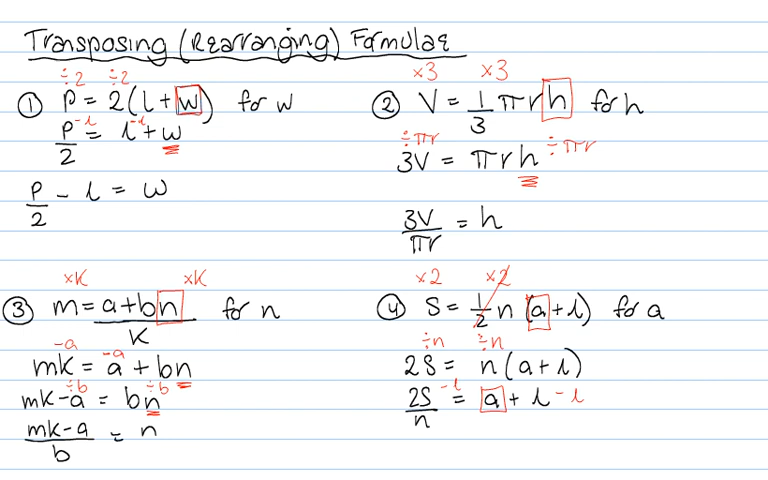 Transposing (Rearranging) Formulae
÷2 ÷2
① P = 2(l + w) for w
-l -l
P/2 = l + w
P/2 - l = w
×3 ×3
② V = 1/3 πrh for h
÷πr ÷πr
3V = πrh
3V/πr = h
×K ×K
③ m = a+bn/K for n
-a -a
mk = a + bn
÷b ÷b
mk-a = bn
mk-a/b = n
×2 ×2
④ S = 1/2 n (a + l) for a
÷n ÷n
2S = n(a + l)
-l
2S/n = a + l -l